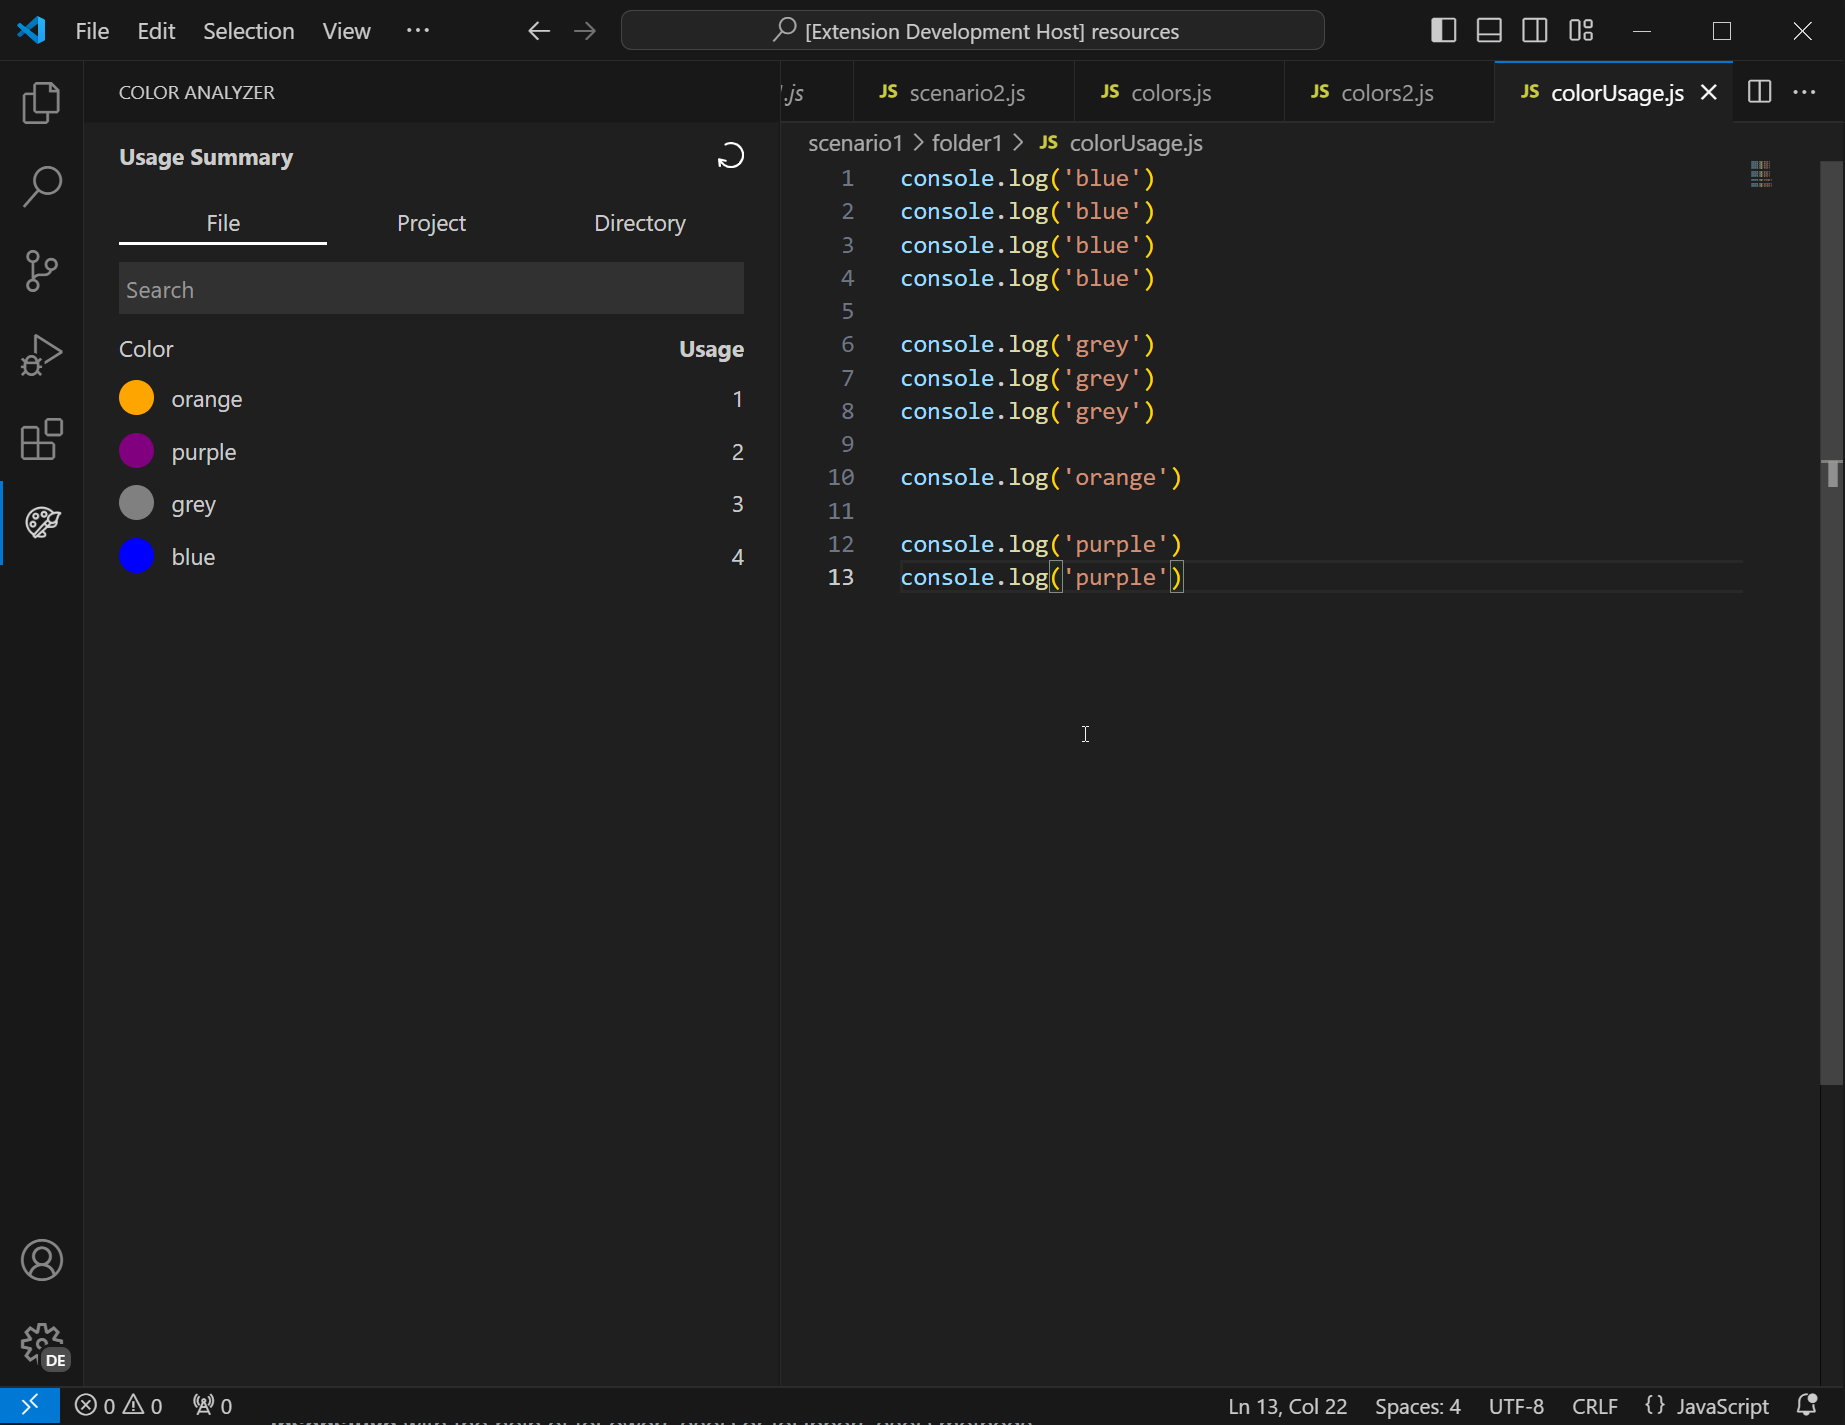 File Edit Selection View ··· [Extension Development Host] resources
COLOR ANALYZER
.js JS scenario2.js JS colors.js JS colors2.js JS colorUsage.js
scenario1 > folder1 > JS colorUsage.js
Usage Summary
File Project Directory
Search
Color Usage
orange 1
purple 2
grey 3
blue 4
1 console.log('blue')
2 console.log('blue')
3 console.log('blue')
4 console.log('blue')
5
6 console.log('grey')
7 console.log('grey')
8 console.log('grey')
9
10 console.log('orange')
11
12 console.log('purple')
13 console.log('purple')
DE
0 0 0 Ln 13, Col 22 Spaces: 4 UTF-8 CRLF {} JavaScript